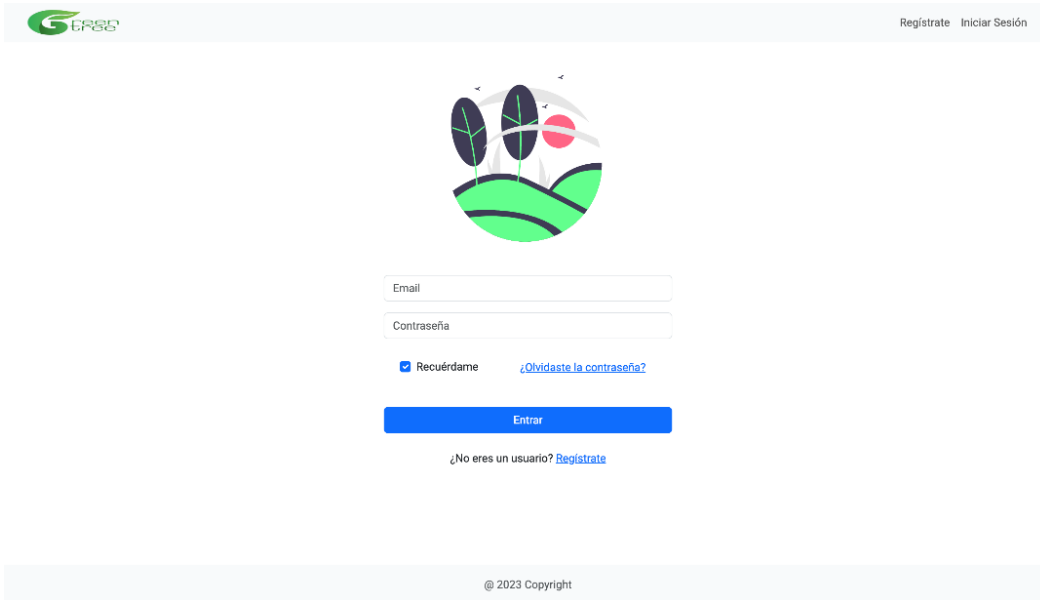 Green
tree
Regístrate Iniciar Sesión
Email
Contraseña
Recuérdame ¿Olvidaste la contraseña?
Entrar
¿No eres un usuario? Regístrate
@ 2023 Copyright